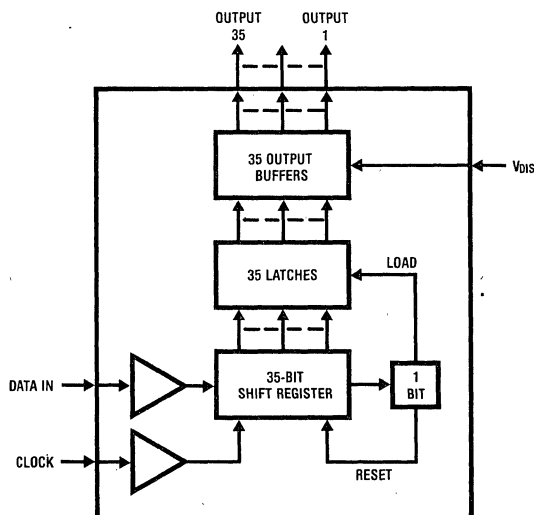 OUTPUT OUTPUT
35 1
35 OUTPUT
BUFFERS
VDIS
LOAD
35 LATCHES
DATA IN
35-BIT
SHIFT REGISTER
1
BIT
CLOCK
RESET